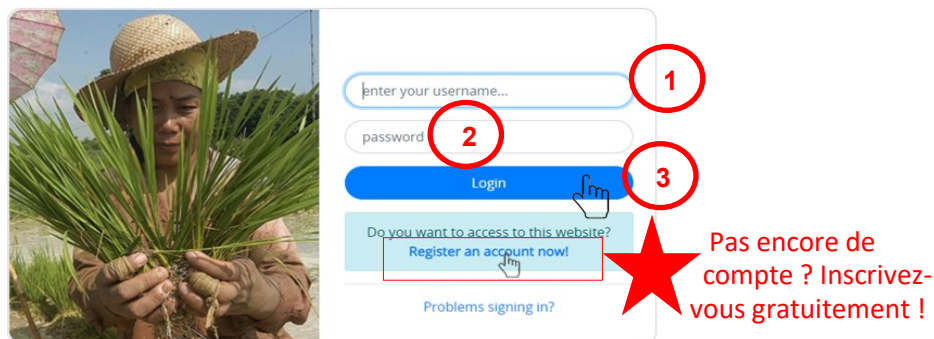 enter your username...
1
password
2
Login
3
Do you want to access to this website?
Register an account now!
Problems signing in?
Pas encore de
compte ? Inscrivez-
vous gratuitement !